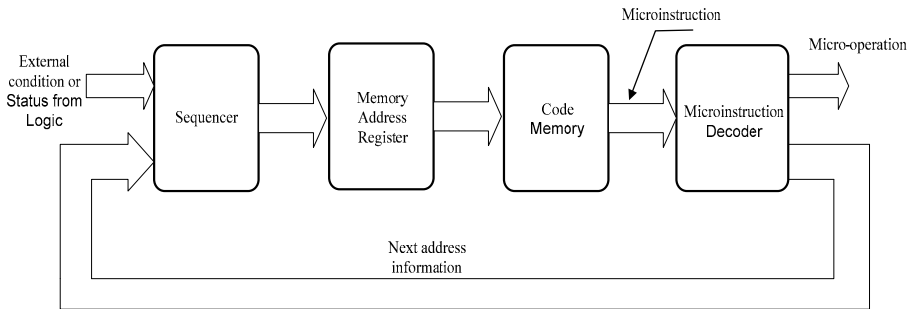 Microinstruction
Micro-operation
External
condition or
Status from
Logic
Sequencer
Memory
Address
Register
Code
Memory
Microinstruction
Decoder
Next address
information